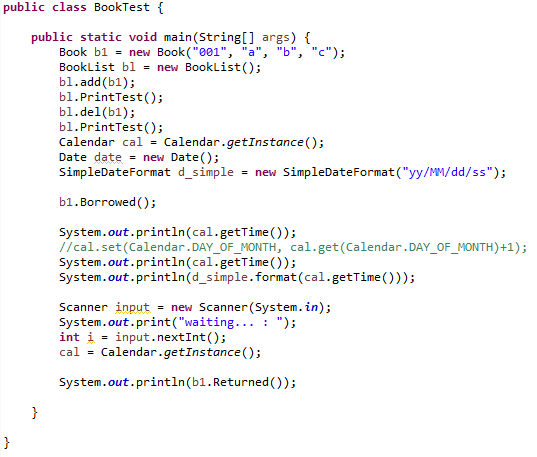 public class BookTest {
public static void main(String[] args) {
Book b1 = new Book("001", "a", "b", "c");
BookList bl = new BookList();
bl.add(b1);
bl.PrintTest();
bl.del(b1);
bl.PrintTest();
Calendar cal = Calendar.getInstance();
Date date = new Date();
SimpleDateFormat d_simple = new SimpleDateFormat("yy/MM/dd/ss");
b1.Borrowed();
System.out.println(cal.getTime());
//cal.set(Calendar.DAY_OF_MONTH, cal.get(Calendar.DAY_OF_MONTH)+1);
System.out.println(cal.getTime());
System.out.println(d_simple.format(cal.getTime()));
Scanner input = new Scanner(System.in);
System.out.print("waiting... : ");
int i = input.nextInt();
cal = Calendar.getInstance();
System.out.println(b1.Returned());
}
}